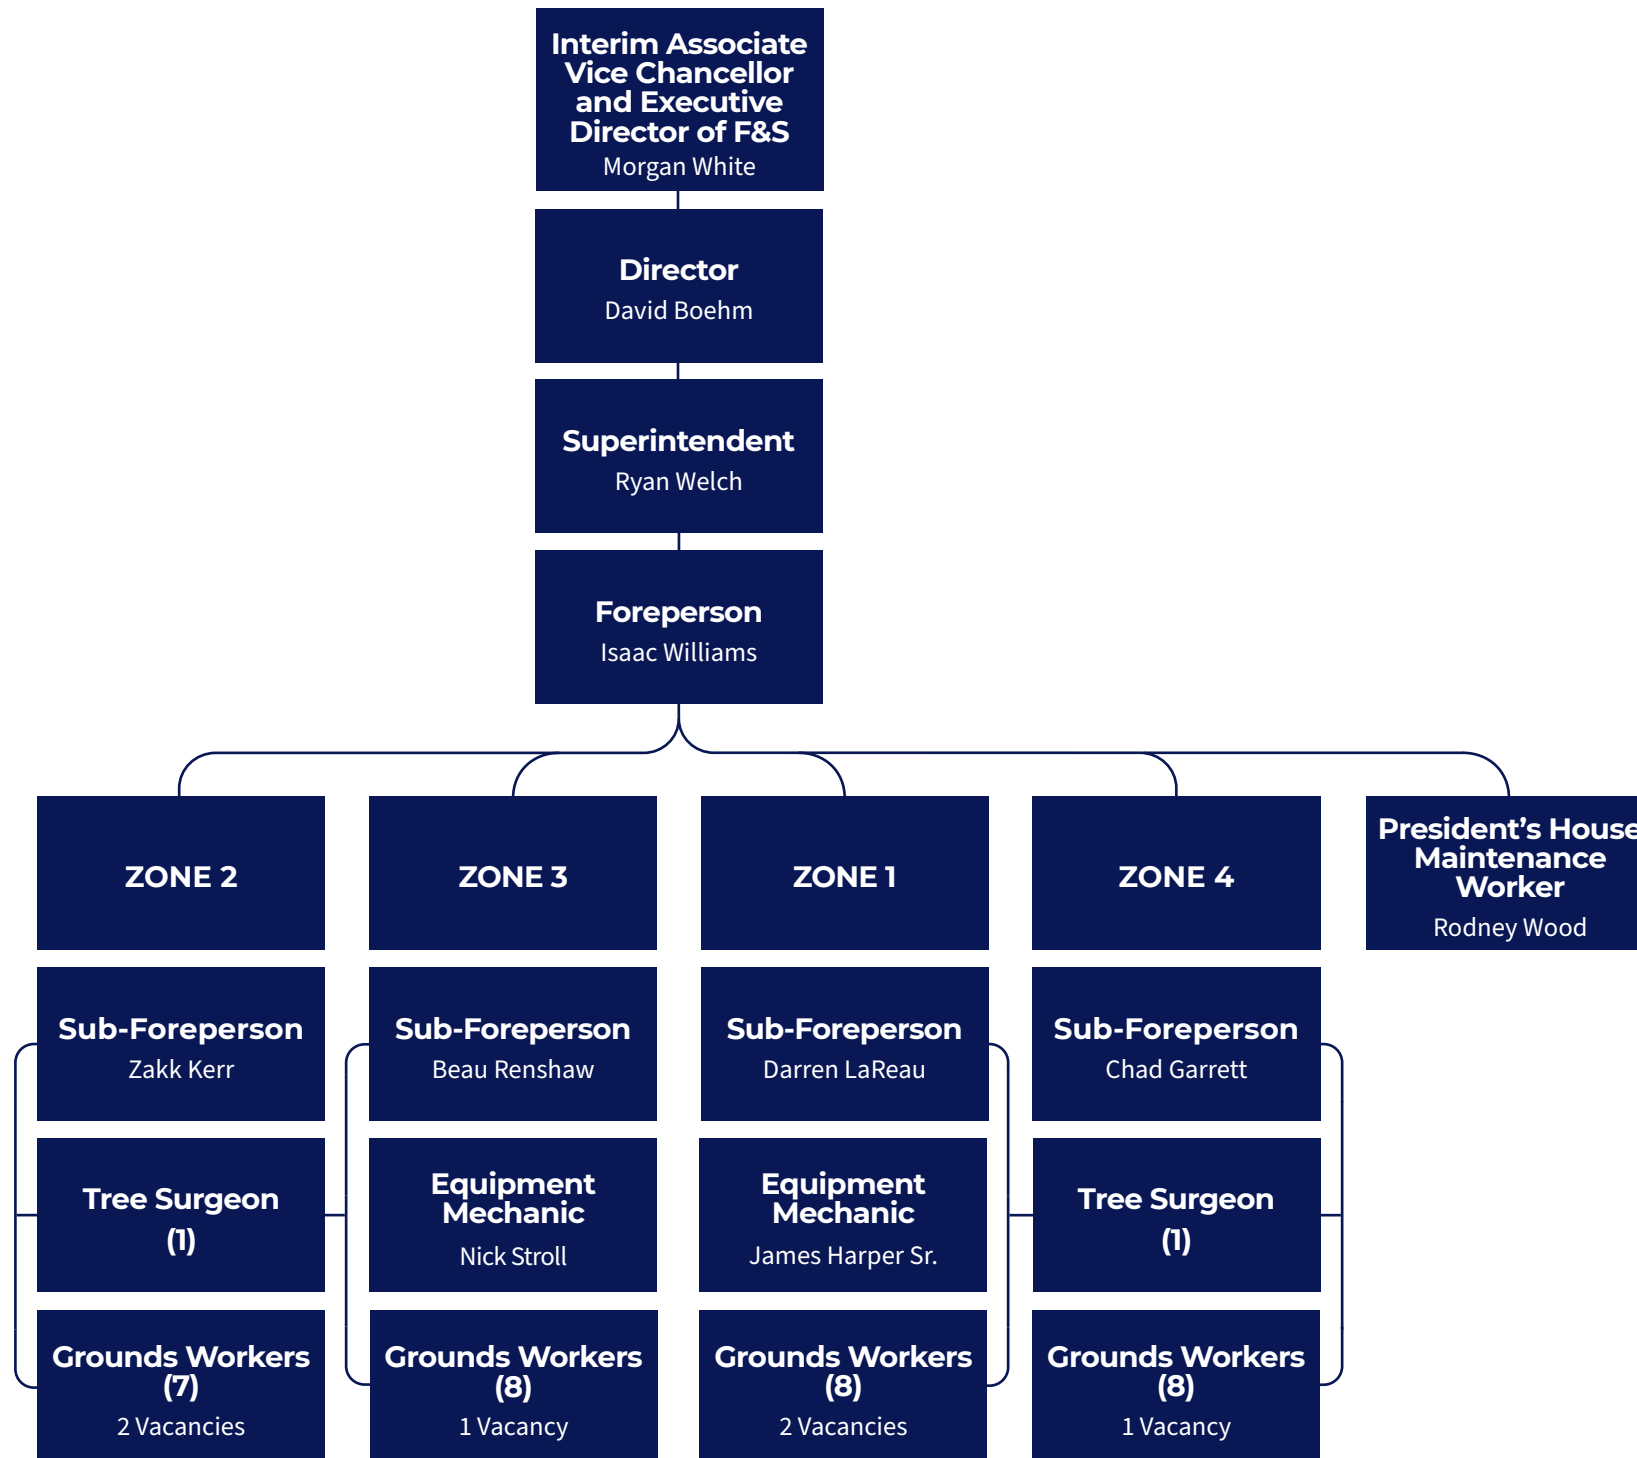 Interim Associate
Vice Chancellor
and Executive
Director of F&S
Morgan White
Director
David Boehm
Superintendent
Ryan Welch
Foreperson
Isaac Williams
ZONE 2
ZONE 3
ZONE 1
ZONE 4
President’s House
Maintenance
Worker
Rodney Wood
Sub-Foreperson
Zakk Kerr
Sub-Foreperson
Beau Renshaw
Sub-Foreperson
Darren LaReau
Sub-Foreperson
Chad Garrett
Tree Surgeon
(1)
Equipment
Mechanic
Nick Stroll
Equipment
Mechanic
James Harper Sr.
Tree Surgeon
(1)
Grounds Workers
(7)
2 Vacancies
Grounds Workers
(8)
1 Vacancy
Grounds Workers
(8)
2 Vacancies
Grounds Workers
(8)
1 Vacancy